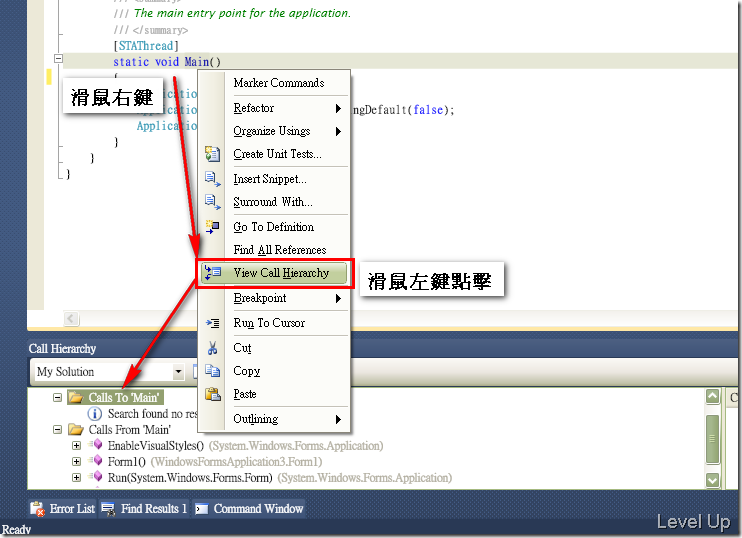 /// <summary>
/// The main entry point for the application.
/// </summary>
[STAThread]
static void Main()
{
滑鼠右鍵
Marker Commands
Refactor
ngDefault(false);
Organize Usings
Application
}
Create Unit Tests...
}
}
Insert Snippet...
Surround With...
Go To Definition
Find All References
View Call Hierarchy
滑鼠左鍵點擊
Breakpoint
Run To Cursor
Cut
Copy
Paste
Outlining
Call Hierarchy
My Solution
Calls To 'Main'
Search found no res
Calls From 'Main'
EnableVisualStyles() (System.Windows.Forms.Application)
Form1() (WindowsFormsApplication3.Form1)
Run(System.Windows.Forms.Form) (System.Windows.Forms.Application)
Error List Find Results 1 Command Window
Ready
Level Up